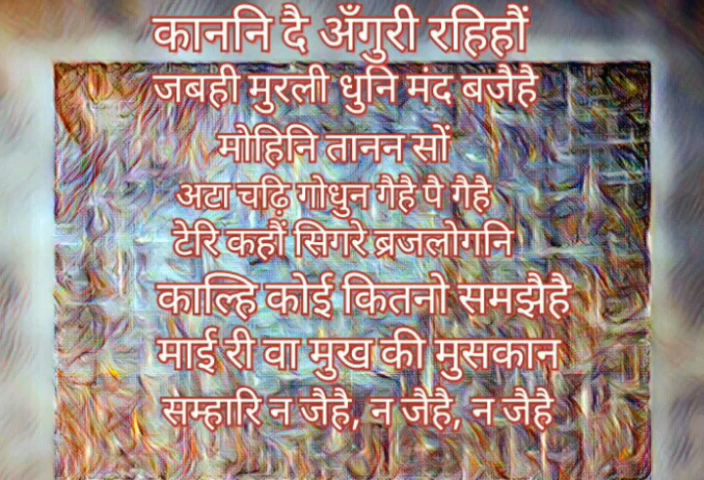 काननि दै अँगुरी रहिहौं
जबही मुरली धुनि मंद बजैहै
मोहिनि तानन सों
अटा चढ़ि गोधुन गैहै पै गैहै
टेरि कहौं सिगरे ब्रजलोगनि
काल्हि कोई कितनो समझैहै
माई री वा मुख की मुसकान
सम्हारि न जैहै, न जैहै, न जैहै